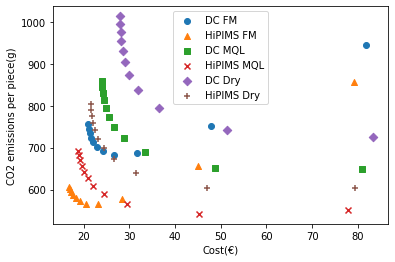 DC FM
HiPIMS FM
DC MQL
HiPIMS MQL
DC Dry
HiPIMS Dry
1000
900
800
700
600
CO2 emissions per piece(g)
20 30 40 50 60 70 80
Cost(€)